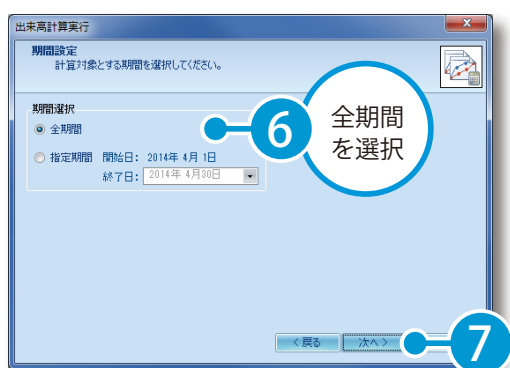 出来高計算実行
期間設定
計算対象とする期間を選択してください。
期間選択
全期間
指定期間 開始日: 2014年 4月 1日
終了日: 2014年 4月30日
6
全期間
を選択
<戻る 次へ>
7